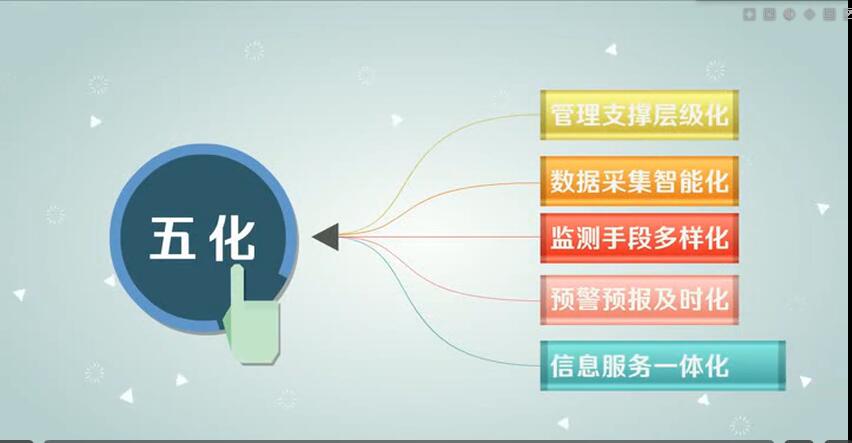 五化
管理支撑层级化
数据采集智能化
监测手段多样化
预警预报及时化
信息服务一体化